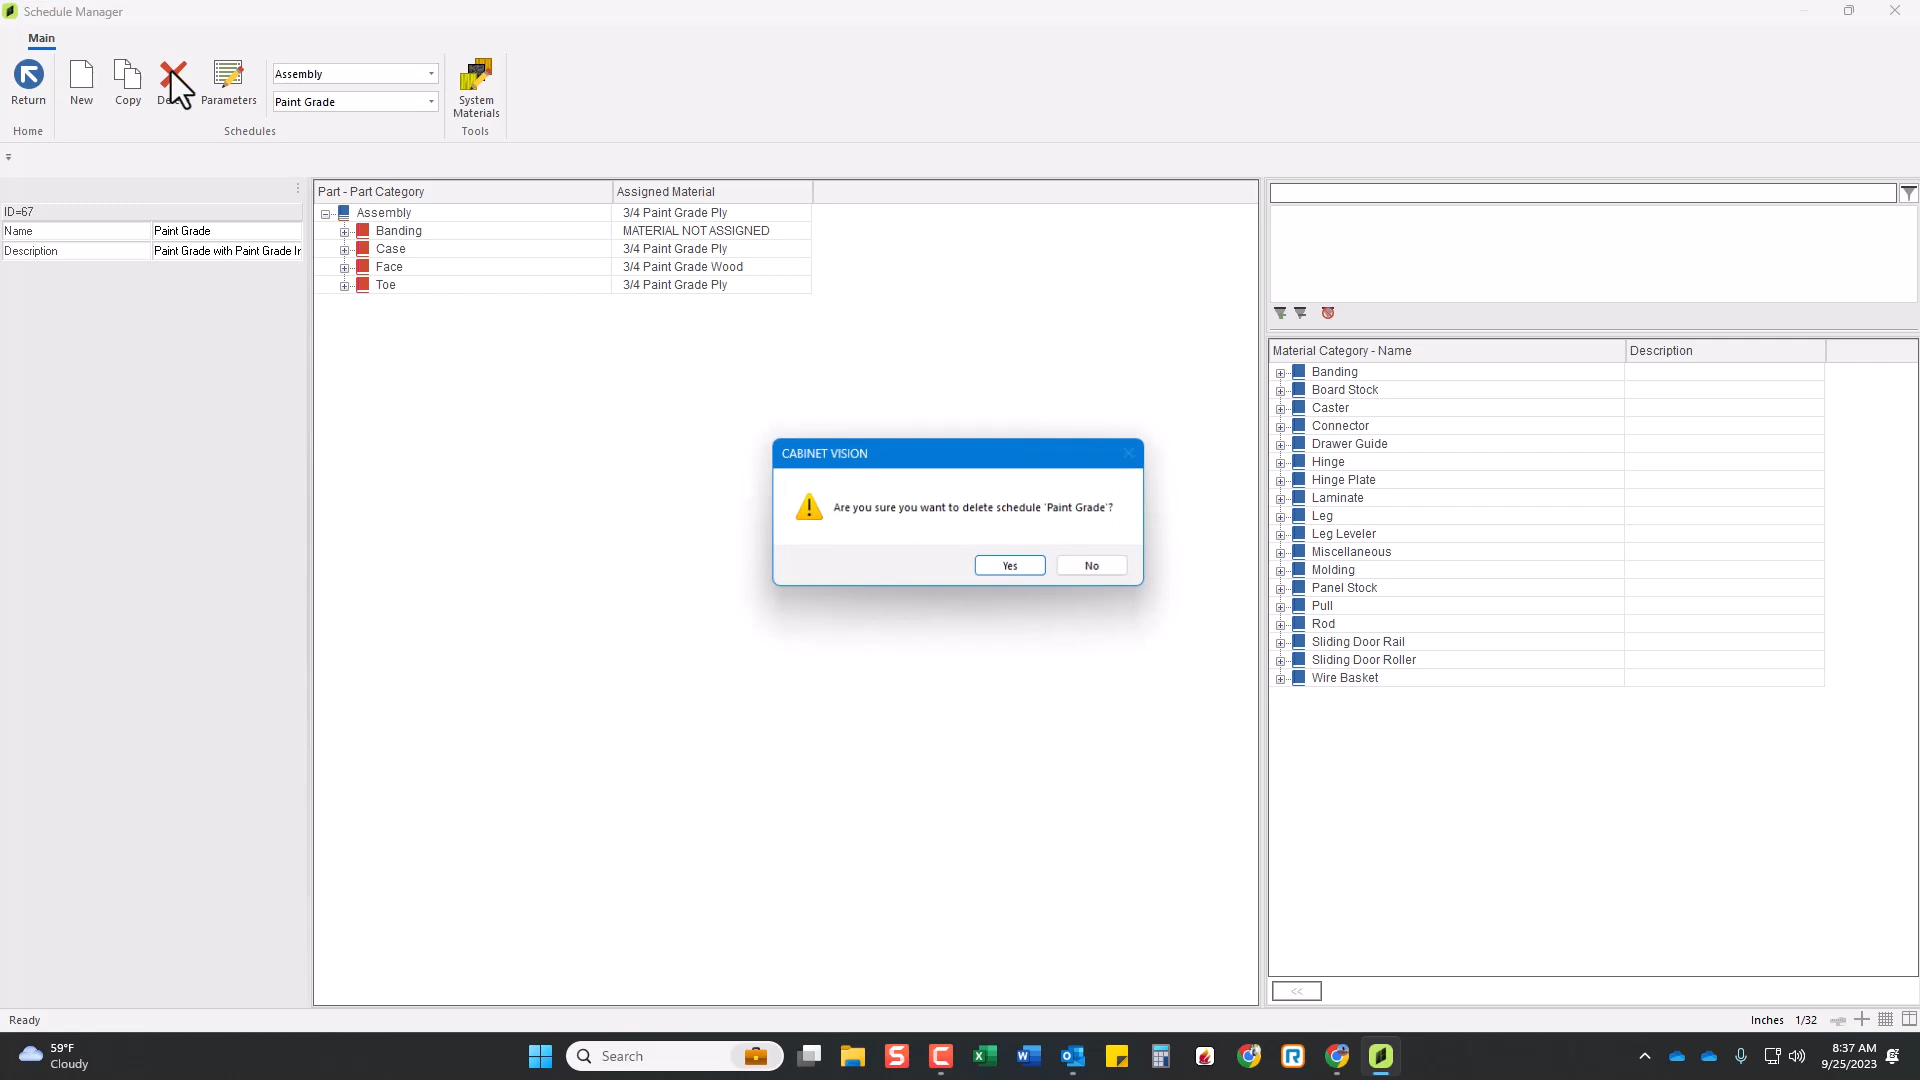 Schedule Manager
Main
Return
New
Copy
Parameters
Assembly
Paint Grade
System
Materials
Home
Schedules
Tools
ID=67
Name
Paint Grade
Description
Paint Grade with Paint Grade Ir
Part - Part Category
Assigned Material
Assembly
3/4 Paint Grade Ply
Banding
MATERIAL NOT ASSIGNED
Case
3/4 Paint Grade Ply
Face
3/4 Paint Grade Wood
Toe
3/4 Paint Grade Ply
CABINET VISION
Are you sure you want to delete schedule 'Paint Grade'?
Yes
No
Material Category - Name
Description
Banding
Board Stock
Caster
Connector
Drawer Guide
Hinge
Hinge Plate
Laminate
Leg
Leg Leveler
Miscellaneous
Molding
Panel Stock
Pull
Rod
Sliding Door Rail
Sliding Door Roller
Wire Basket
<<
Ready
Inches
1/32
59°F
Cloudy
Search
8:37 AM
9/25/2023